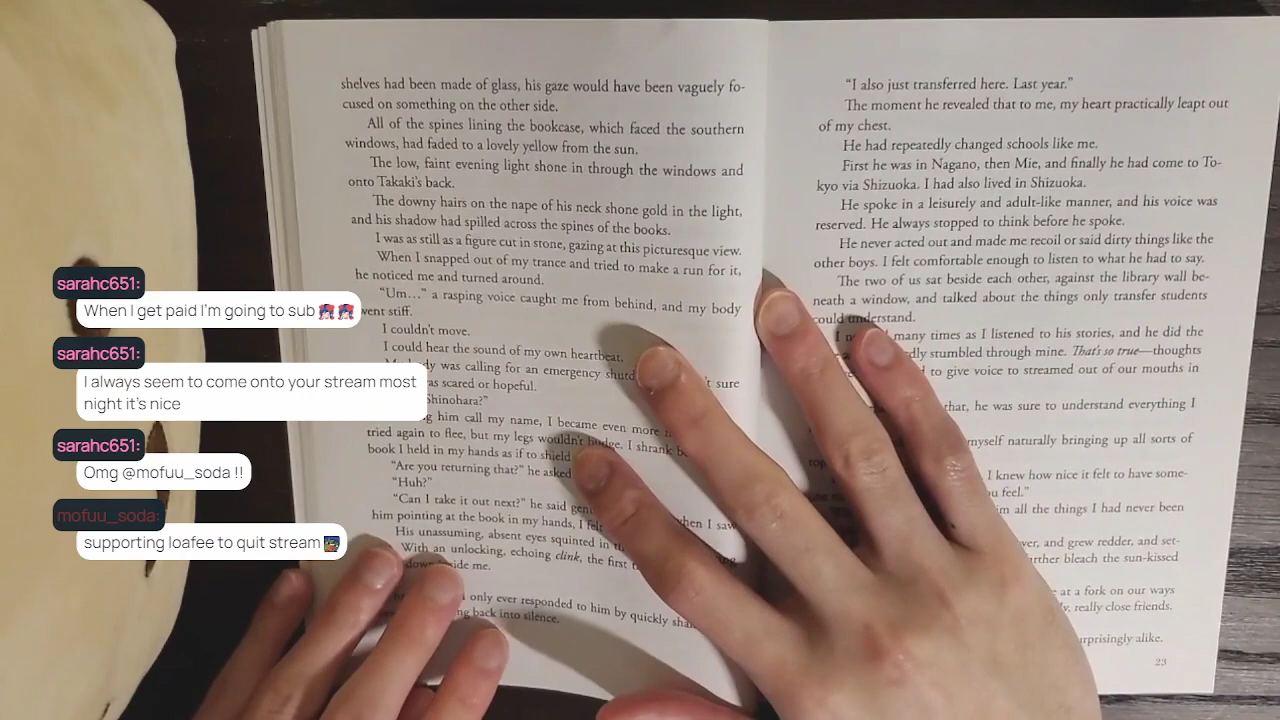 shelves had been made of glass, his gaze would have been vaguely fo-
cused on something on the other side.
All of the spines lining the bookcase, which faced the southern
windows, had faded to a lovely yellow from the sun.
The low, faint evening light shone in through the windows and
onto Takaki's back.
The downy hairs on the nape of his neck shone gold in the light,
and his shadow had spilled across the spines of the books.
I was as still as a figure cut in stone, gazing at this picturesque view.
When I snapped out of my trance and tried to make a run for it,
he noticed me and turned around.
"Um…" a rasping voice caught me from behind, and my body
went stiff.
I couldn't move.
I could hear the sound of my own heartbeat.
was calling for an emergency
sure
was scared or hopeful.
Shinohara?"
him call my name, I became even more
tried again to flee, but my legs wouldn't budge. I shrank
book I held in my hands as if to shield
"Are you returning that?" he asked
"Huh?"
"Can I take it out next?" he said
when I saw
him pointing at the book in my hands, I felt
His unassuming, absent eyes squinted in
With an unlocking, echoing clink, the first
down beside me.
I only ever responded to him by quickly
back into silence.
"I also just transferred here. Last year."
The moment he revealed that to me, my heart practically leapt out
of my chest.
He had repeatedly changed schools like me.
First he was in Nagano, then Mie, and finally he had come to To-
kyo via Shizuoka. I had also lived in Shizuoka.
He spoke in a leisurely and adult-like manner, and his voice was
reserved. He always stopped to think before he spoke.
He never acted out and made me recoil or said dirty things like the
other boys. I felt comfortable enough to listen to what he had to say.
The two of us sat beside each other, against the library wall be-
neath a window, and talked about the things only transfer students
could understand.
I many times as I listened to his stories, and he did the
stumbled through mine. That's so true—thoughts
to give voice to streamed out of our mouths in
that, he was sure to understand everything I
myself naturally bringing up all sorts of
I knew how nice it felt to have some-
feel."
all the things I had never been
and grew redder, and set-
bleach the sun-kissed
at a fork on our ways
really close friends.
surprisingly alike.
23
sarahc651:
When I get paid I'm going to sub
sarahc651:
I always seem to come onto your stream most
night it's nice
sarahc651:
Omg @mofuu_soda !!
mofuu_soda:
supporting loafee to quit stream